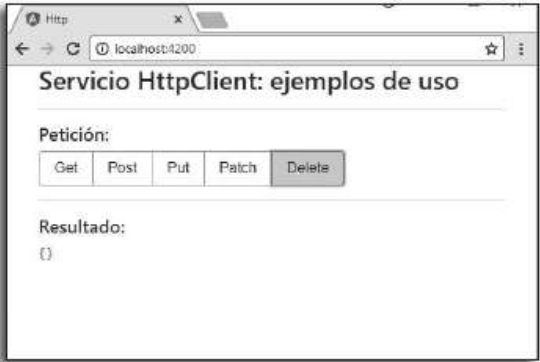 Http
localhost:4200
Servicio HttpClient: ejemplos de uso
Petición:
Get Post Put Patch Delete
Resultado:
{}